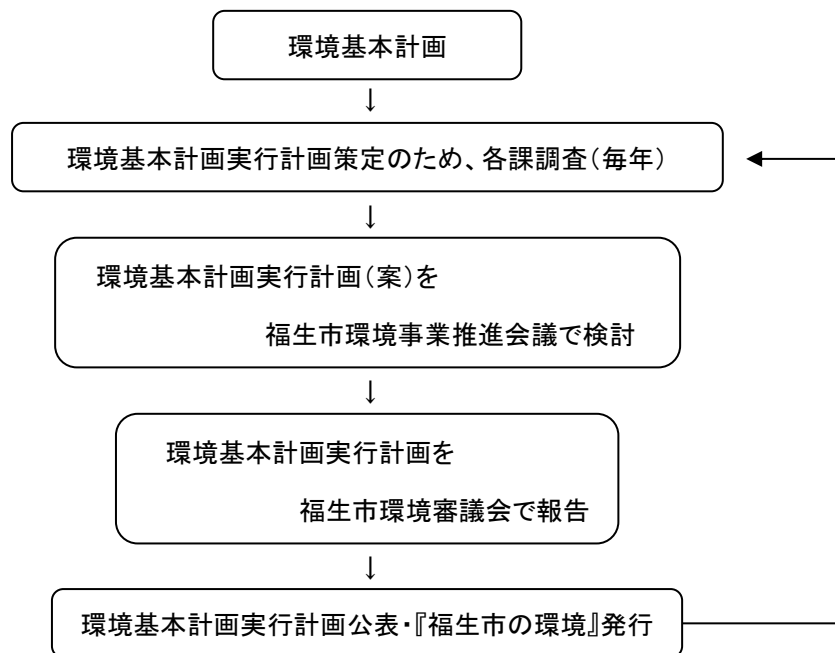 環境基本計画
↓
環境基本計画実行計画策定のため、各課調査（毎年）
↓
環境基本計画実行計画（案）を
福生市環境事業推進会議で検討
↓
環境基本計画実行計画を
福生市環境審議会で報告
↓
環境基本計画実行計画公表・『福生市の環境』発行